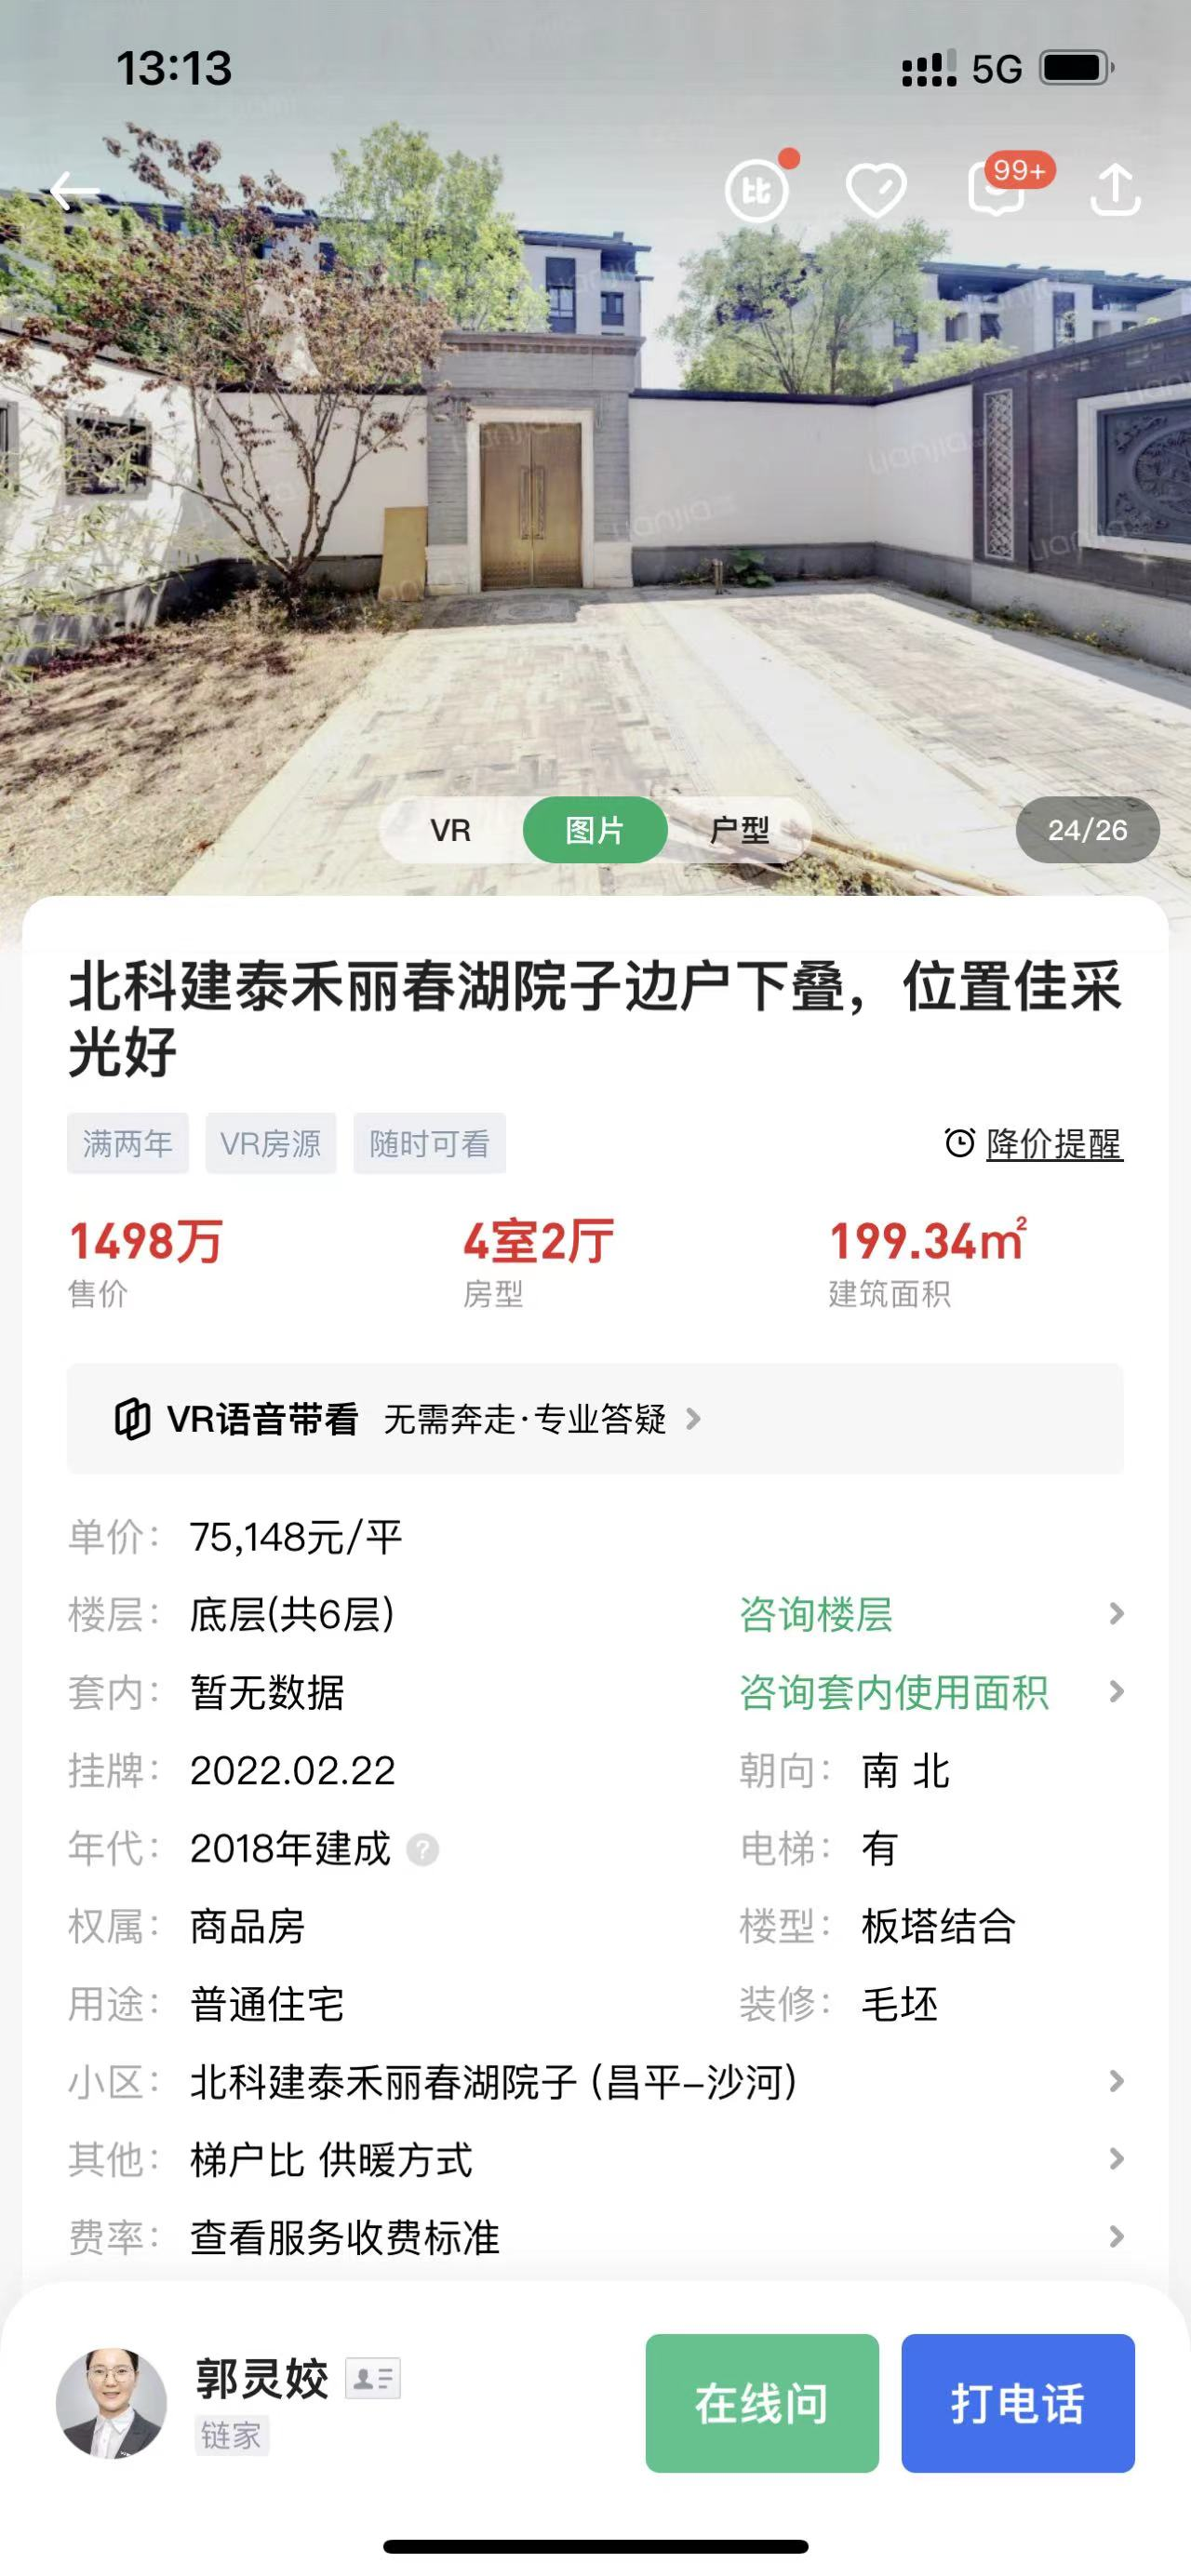 13:13 5G
比 99+
lianjia
lianjia
lianjia
lianjia
VR 图片 户型 24/26
北科建泰禾丽春湖院子边户下叠，位置佳采
光好
满两年 VR房源 随时可看 降价提醒
1498万 4室2厅 199.34㎡
售价 房型 建筑面积
VR语音带看 无需奔走·专业答疑
单价： 75,148元/平
楼层： 底层(共6层) 咨询楼层
套内： 暂无数据 咨询套内使用面积
挂牌： 2022.02.22 朝向： 南 北
年代： 2018年建成 ? 电梯： 有
权属： 商品房 楼型： 板塔结合
用途： 普通住宅 装修： 毛坯
小区： 北科建泰禾丽春湖院子 (昌平-沙河)
其他： 梯户比 供暖方式
费率： 查看服务收费标准
郭灵姣
链家
在线问 打电话